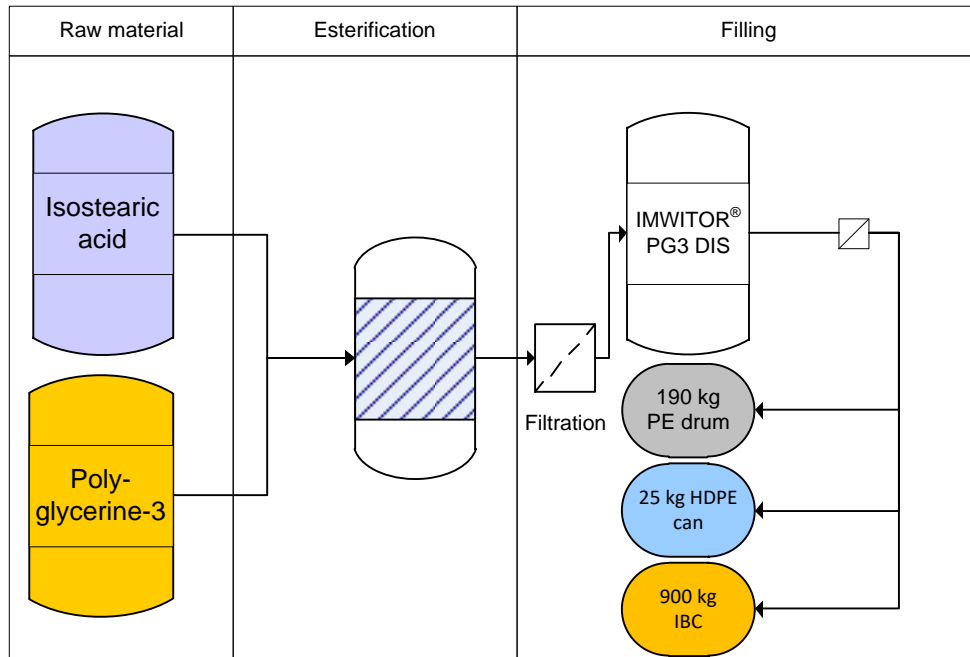 Raw material
Esterification
Filling
Isostearic
acid
Poly-
glycerine-3
Filtration
IMWITOR®
PG3 DIS
190 kg
PE drum
25 kg HDPE
can
900 kg
IBC